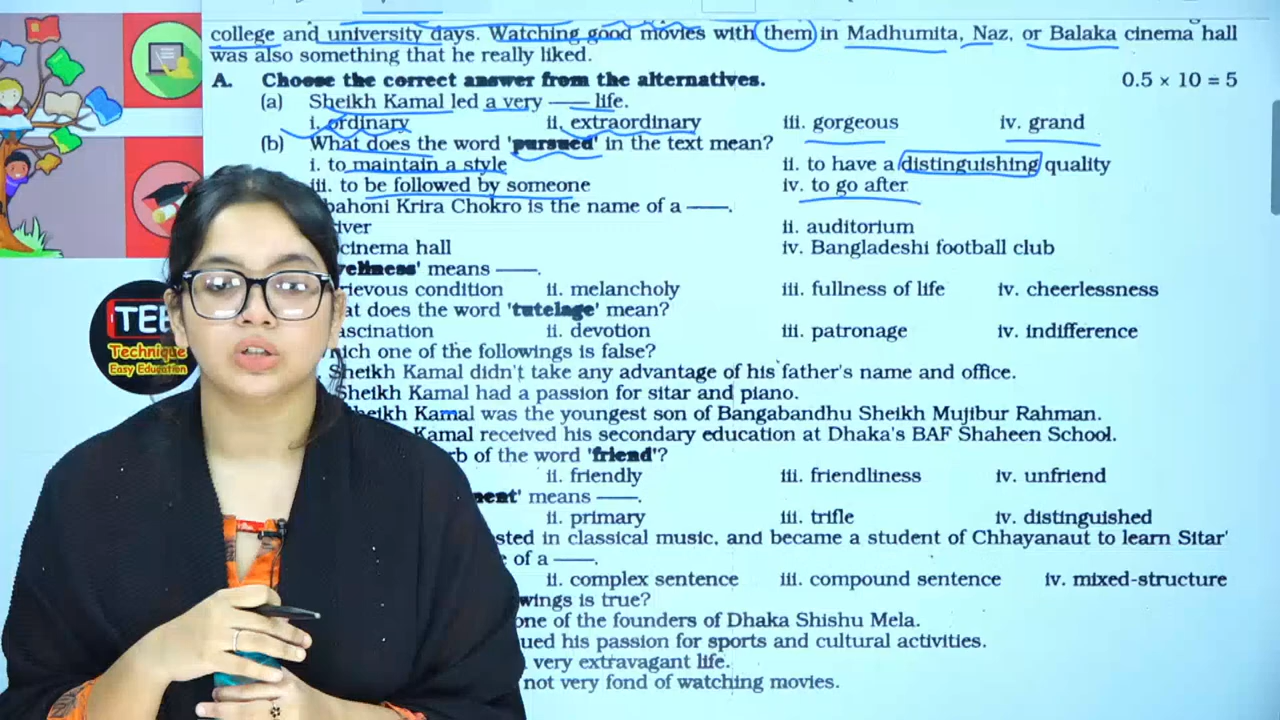 college and university days. Watching good movies with them in Madhumita, Naz, or Balaka cinema hall
was also something that he really liked.
A. Choose the correct answer from the alternatives. 0.5 × 10 = 5
(a) Sheikh Kamal led a very —— life.
i. ordinary ii. extraordinary iii. gorgeous iv. grand
(b) What does the word 'pursued' in the text mean?
i. to maintain a style ii. to have a distinguishing quality
iii. to be followed by someone iv. to go after
bahoni Krira Chokro is the name of a ——.
iver ii. auditorium
cinema hall iv. Bangladeshi football club
veliness' means ——.
rievous condition ii. melancholy iii. fullness of life iv. cheerlessness
at does the word 'tutelage' mean?
ascination ii. devotion iii. patronage iv. indifference
hich one of the followings is false?
Sheikh Kamal didn't take any advantage of his father's name and office.
Sheikh Kamal had a passion for sitar and piano.
heikh Kamal was the youngest son of Bangabandhu Sheikh Mujibur Rahman.
Kamal received his secondary education at Dhaka's BAF Shaheen School.
rb of the word 'friend'?
ii. friendly iii. friendliness iv. unfriend
nent' means ——.
ii. primary iii. trifle iv. distinguished
sted in classical music, and became a student of Chhayanaut to learn Sitar'
e of a ——.
ii. complex sentence iii. compound sentence iv. mixed-structure
wings is true?
one of the founders of Dhaka Shishu Mela.
ued his passion for sports and cultural activities.
very extravagant life.
not very fond of watching movies.
TEE
Technique
Easy Education